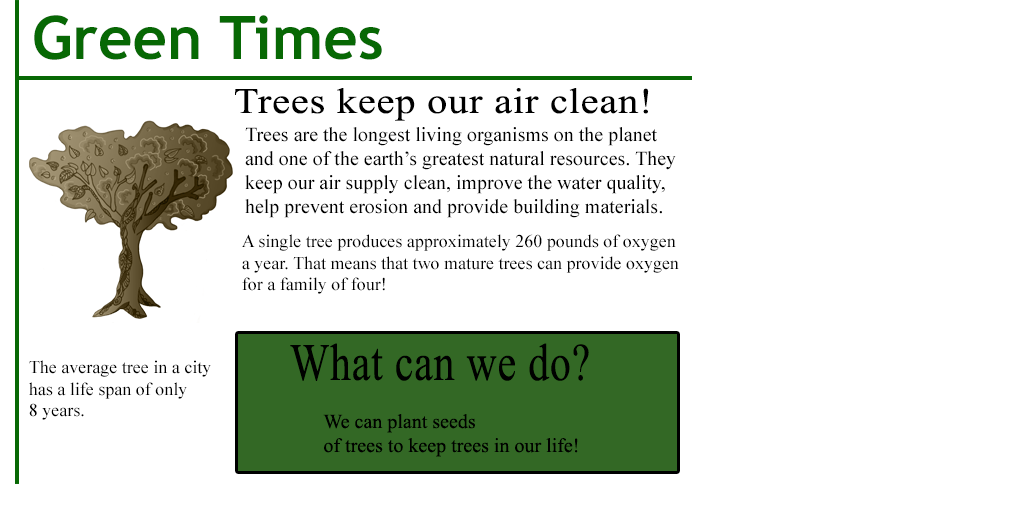 Green Times
Trees keep our air clean!
Trees are the longest living organisms on the planet
and one of the earth’s greatest natural resources. They
keep our air supply clean, improve the water quality,
help prevent erosion and provide building materials.
A single tree produces approximately 260 pounds of oxygen
a year. That means that two mature trees can provide oxygen
for a family of four!
The average tree in a city
has a life span of only
8 years.
What can we do?
We can plant seeds
of trees to keep trees in our life!